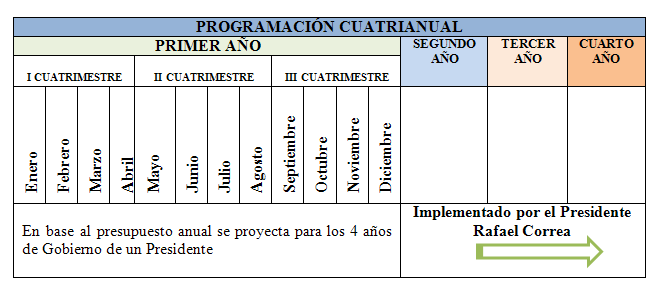 PROGRAMACIÓN CUATRIANUAL
PRIMER AÑO
SEGUNDO
AÑO
TERCER
AÑO
CUARTO
AÑO
I CUATRIMESTRE
II CUATRIMESTRE
III CUATRIMESTRE
Enero
Febrero
Marzo
Abril
Mayo
Junio
Julio
Agosto
Septiembre
Octubre
Noviembre
Diciembre
En base al presupuesto anual se proyecta para los 4 años
de Gobierno de un Presidente
Implementado por el Presidente
Rafael Correa